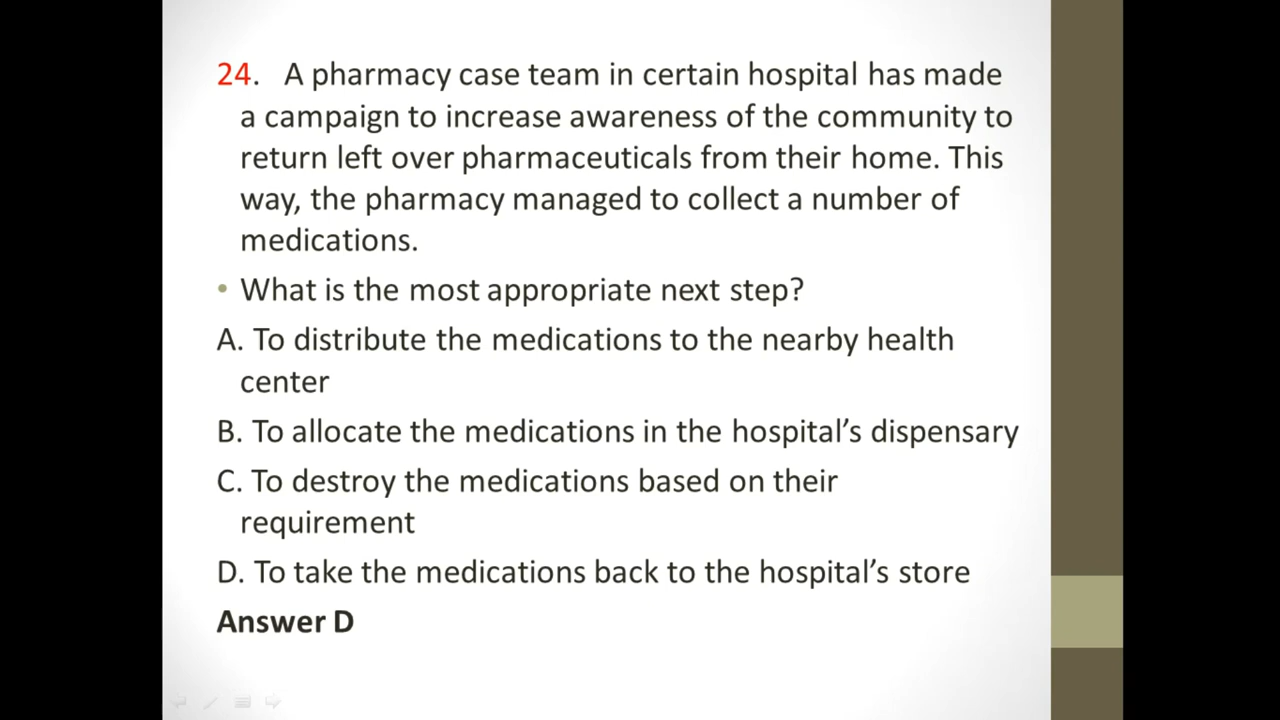 24. A pharmacy case team in certain hospital has made
a campaign to increase awareness of the community to
return left over pharmaceuticals from their home. This
way, the pharmacy managed to collect a number of
medications.
• What is the most appropriate next step?
A. To distribute the medications to the nearby health
center
B. To allocate the medications in the hospital’s dispensary
C. To destroy the medications based on their
requirement
D. To take the medications back to the hospital’s store
Answer D